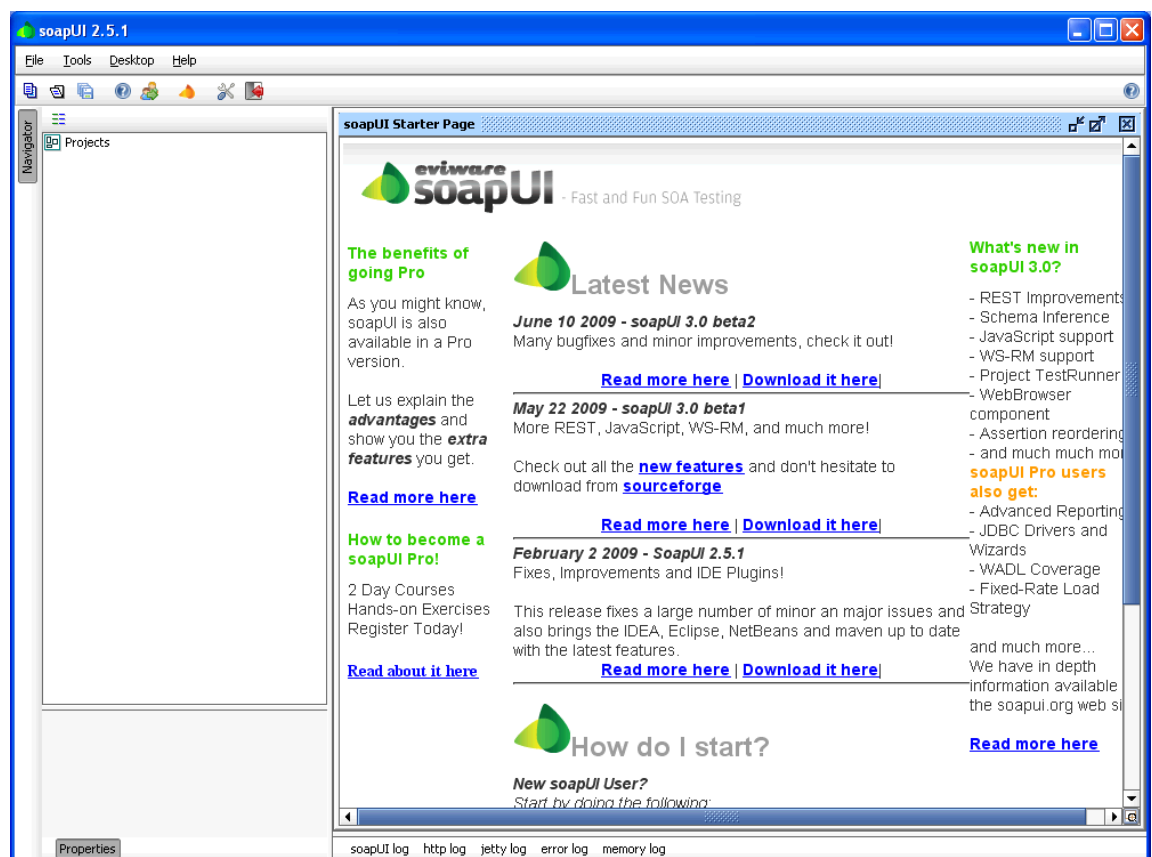 soapUI 2.5.1
File Tools Desktop Help
Navigator
Projects
soapUI Starter Page
eviware
soapUI - Fast and Fun SOA Testing
The benefits of
going Pro
As you might know,
soapUI is also
available in a Pro
version.
Let us explain the
advantages and
show you the extra
features you get.
Read more here
How to become a
soapUI Pro!
2 Day Courses
Hands-on Exercises
Register Today!
Read about it here
Latest News
June 10 2009 - soapUI 3.0 beta2
Many bugfixes and minor improvements, check it out!
Read more here | Download it here|
May 22 2009 - soapUI 3.0 beta1
More REST, JavaScript, WS-RM, and much more!
Check out all the new features and don't hesitate to
download from sourceforge
Read more here | Download it here|
February 2 2009 - SoapUI 2.5.1
Fixes, Improvements and IDE Plugins!
This release fixes a large number of minor an major issues and
also brings the IDEA, Eclipse, NetBeans and maven up to date
with the latest features.
Read more here | Download it here|
How do I start?
New soapUI User?
Start by doing the following:
What's new in
soapUI 3.0?
- REST Improvements
- Schema Inference
- JavaScript support
- WS-RM support
- Project TestRunner
- WebBrowser
component
- Assertion reordering
- and much much mo
soapUI Pro users
also get:
- Advanced Reporting
- JDBC Drivers and
Wizards
- WADL Coverage
- Fixed-Rate Load
Strategy
and much more...
We have in depth
information available
the soapui.org web si
Read more here
Properties
soapUI log http log jetty log error log memory log